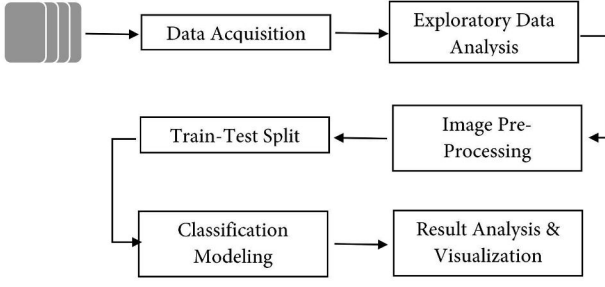 Data Acquisition
Exploratory Data
Analysis
Image Pre-
Processing
Train-Test Split
Classification
Modeling
Result Analysis &
Visualization